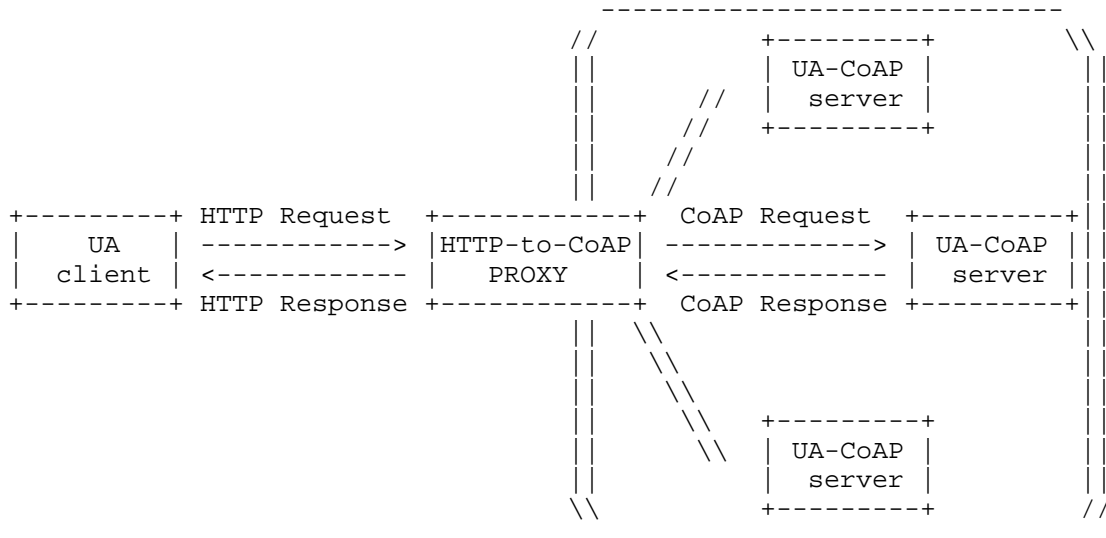 UA-CoAP
server
HTTP Request CoAP Request
UA HTTP-to-CoAP UA-CoAP
client PROXY server
HTTP Response CoAP Response
UA-CoAP
server